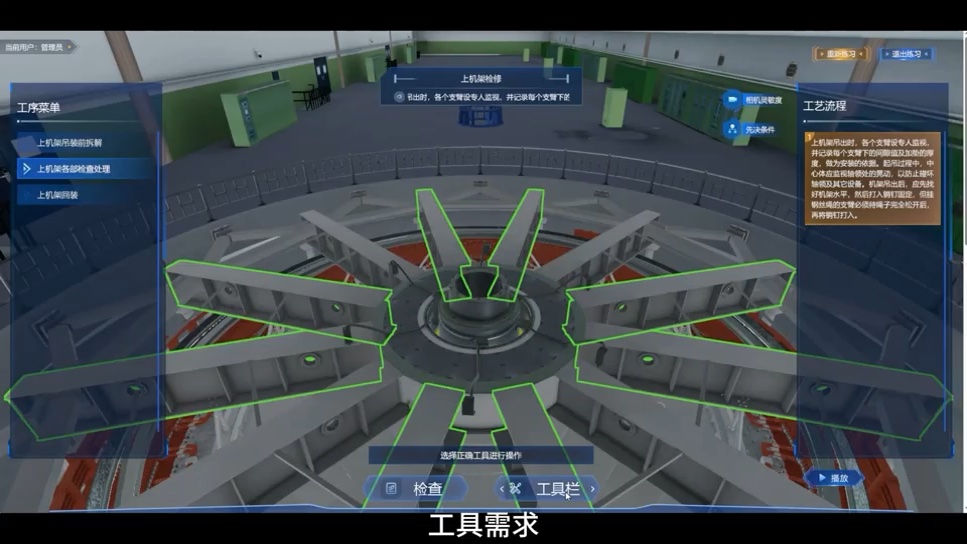 当前用户：管理员
重新练习
退出练习
上机架检修
吊出时，各个支臂设专人监视，并记录每个支臂下的
相机灵敏度
先决条件
工序菜单
上机架吊装前拆解
上机架各部检查处理
上机架回装
工艺流程
1
上机架吊出时，各个支臂设专人监视，
并记录每个支臂下的间隙值及加垫的厚
度，做为安装的依据。起吊过程中，中
心体应监视轴领处的晃动，以防止碰坏
轴领及其它设备。机架吊出后，应先找
好机架水平，然后打入销钉固定，但挂
钢丝绳的支臂必须待绳子完全松开后，
再将销钉打入。
选择正确工具进行操作
检查
工具栏
播放
工具需求